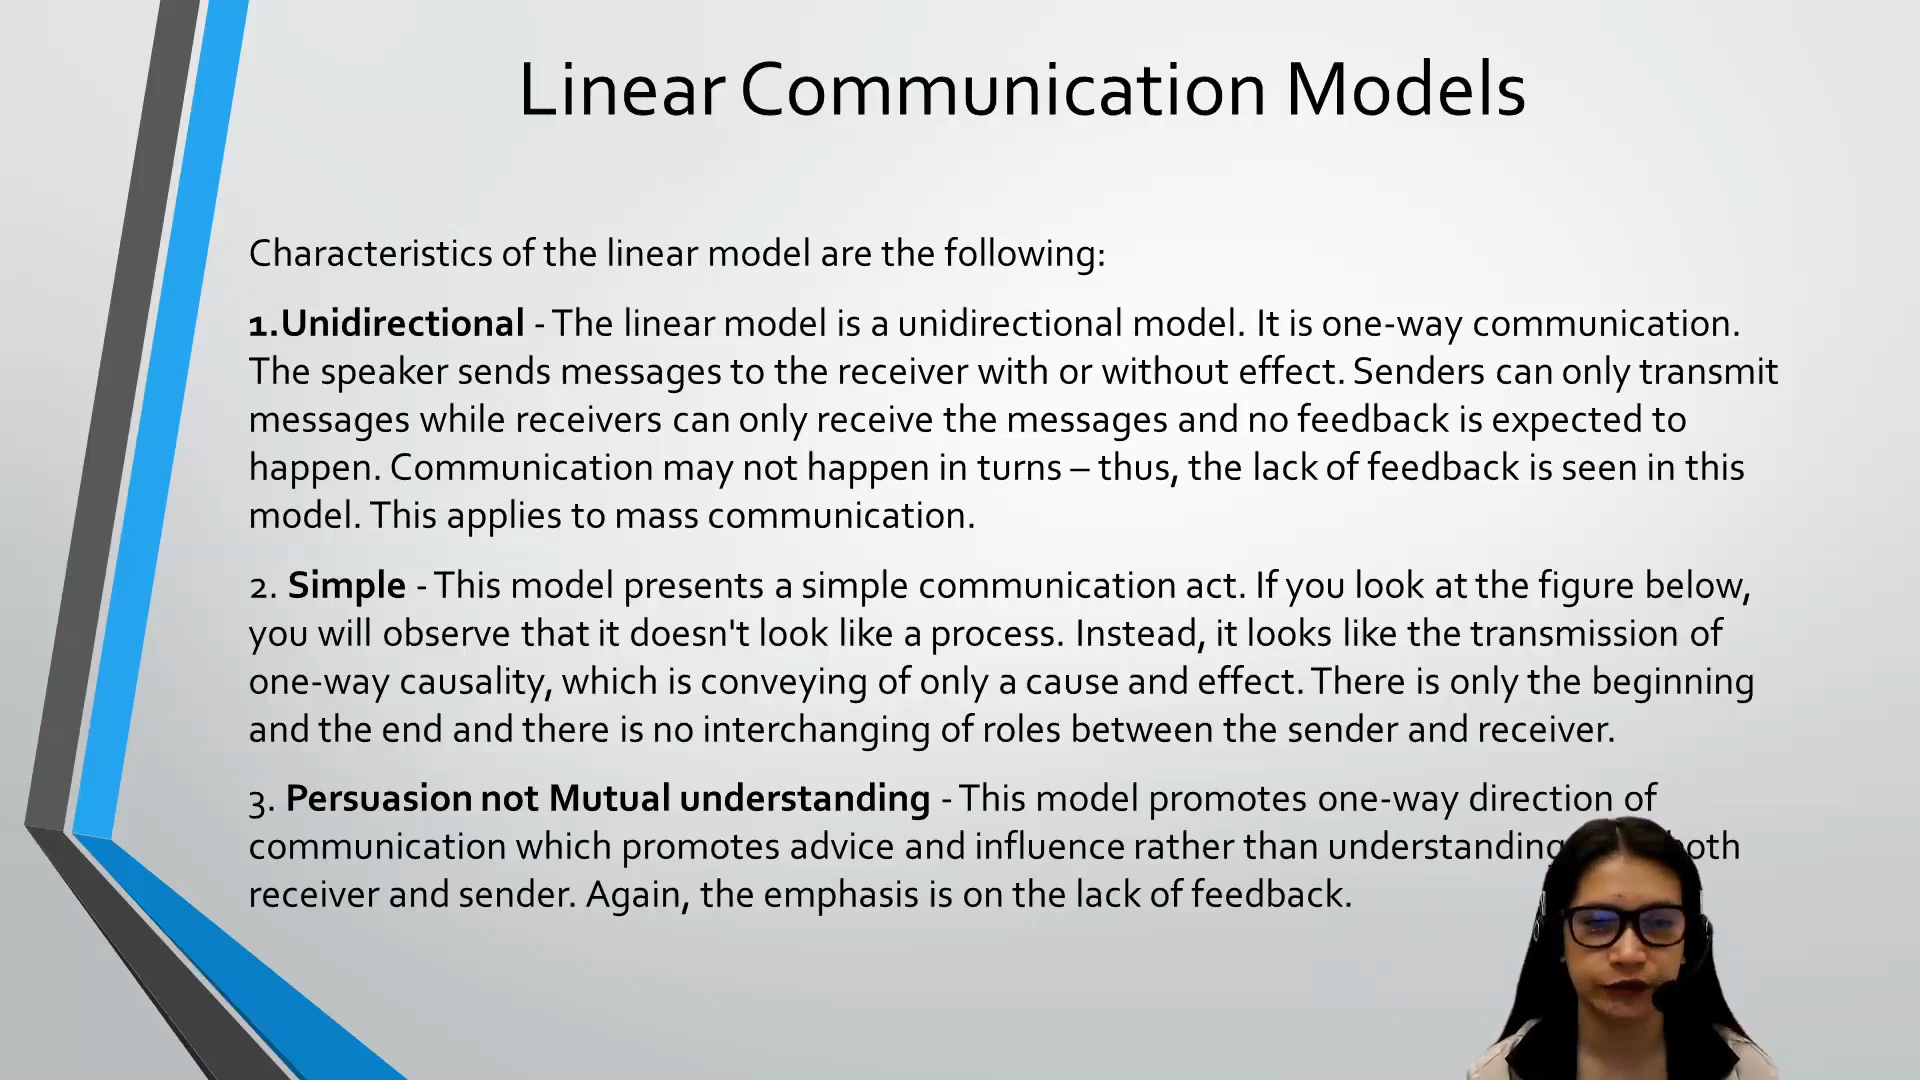 Linear Communication Models
Characteristics of the linear model are the following:
1.Unidirectional - The linear model is a unidirectional model. It is one-way communication.
The speaker sends messages to the receiver with or without effect. Senders can only transmit
messages while receivers can only receive the messages and no feedback is expected to
happen. Communication may not happen in turns – thus, the lack of feedback is seen in this
model. This applies to mass communication.
2. Simple - This model presents a simple communication act. If you look at the figure below,
you will observe that it doesn't look like a process. Instead, it looks like the transmission of
one-way causality, which is conveying of only a cause and effect. There is only the beginning
and the end and there is no interchanging of roles between the sender and receiver.
3. Persuasion not Mutual understanding - This model promotes one-way direction of
communication which promotes advice and influence rather than understanding both
receiver and sender. Again, the emphasis is on the lack of feedback.